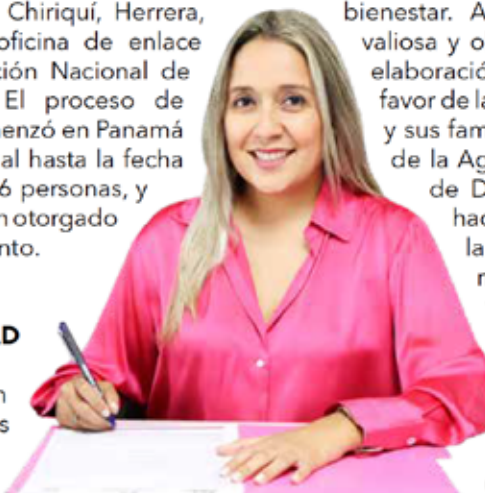 Chiriquí, Herrera,
oficina de enlace
ción Nacional de
El proceso de
enzó en Panamá
al hasta la fecha
6 personas, y
n otorgado
nto.
D
n
s
bienestar. A
valiosa y o
elaboració
favor de la
y sus fam
de la Ag
de D
hac
la